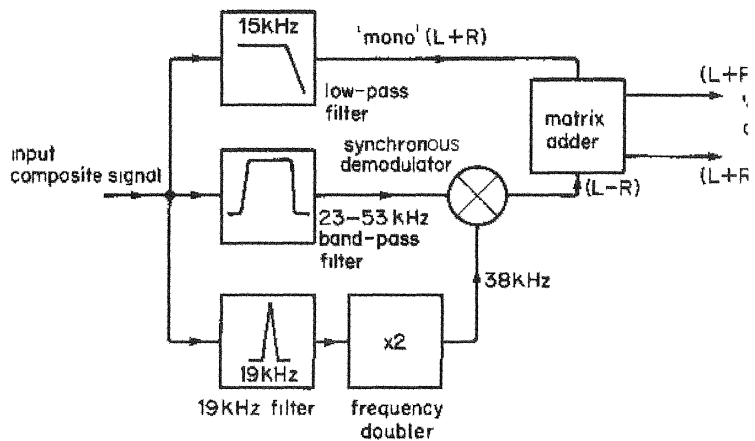 15kHz
'mono' (L+R)
low-pass
filter
matrix
adder
(L+R
(L+R
input
composite signal
synchronous
demodulator
(L-R)
23-53 kHz
band-pass
filter
38KHz
19KHz
x2
19KHz filter
frequency
doubler